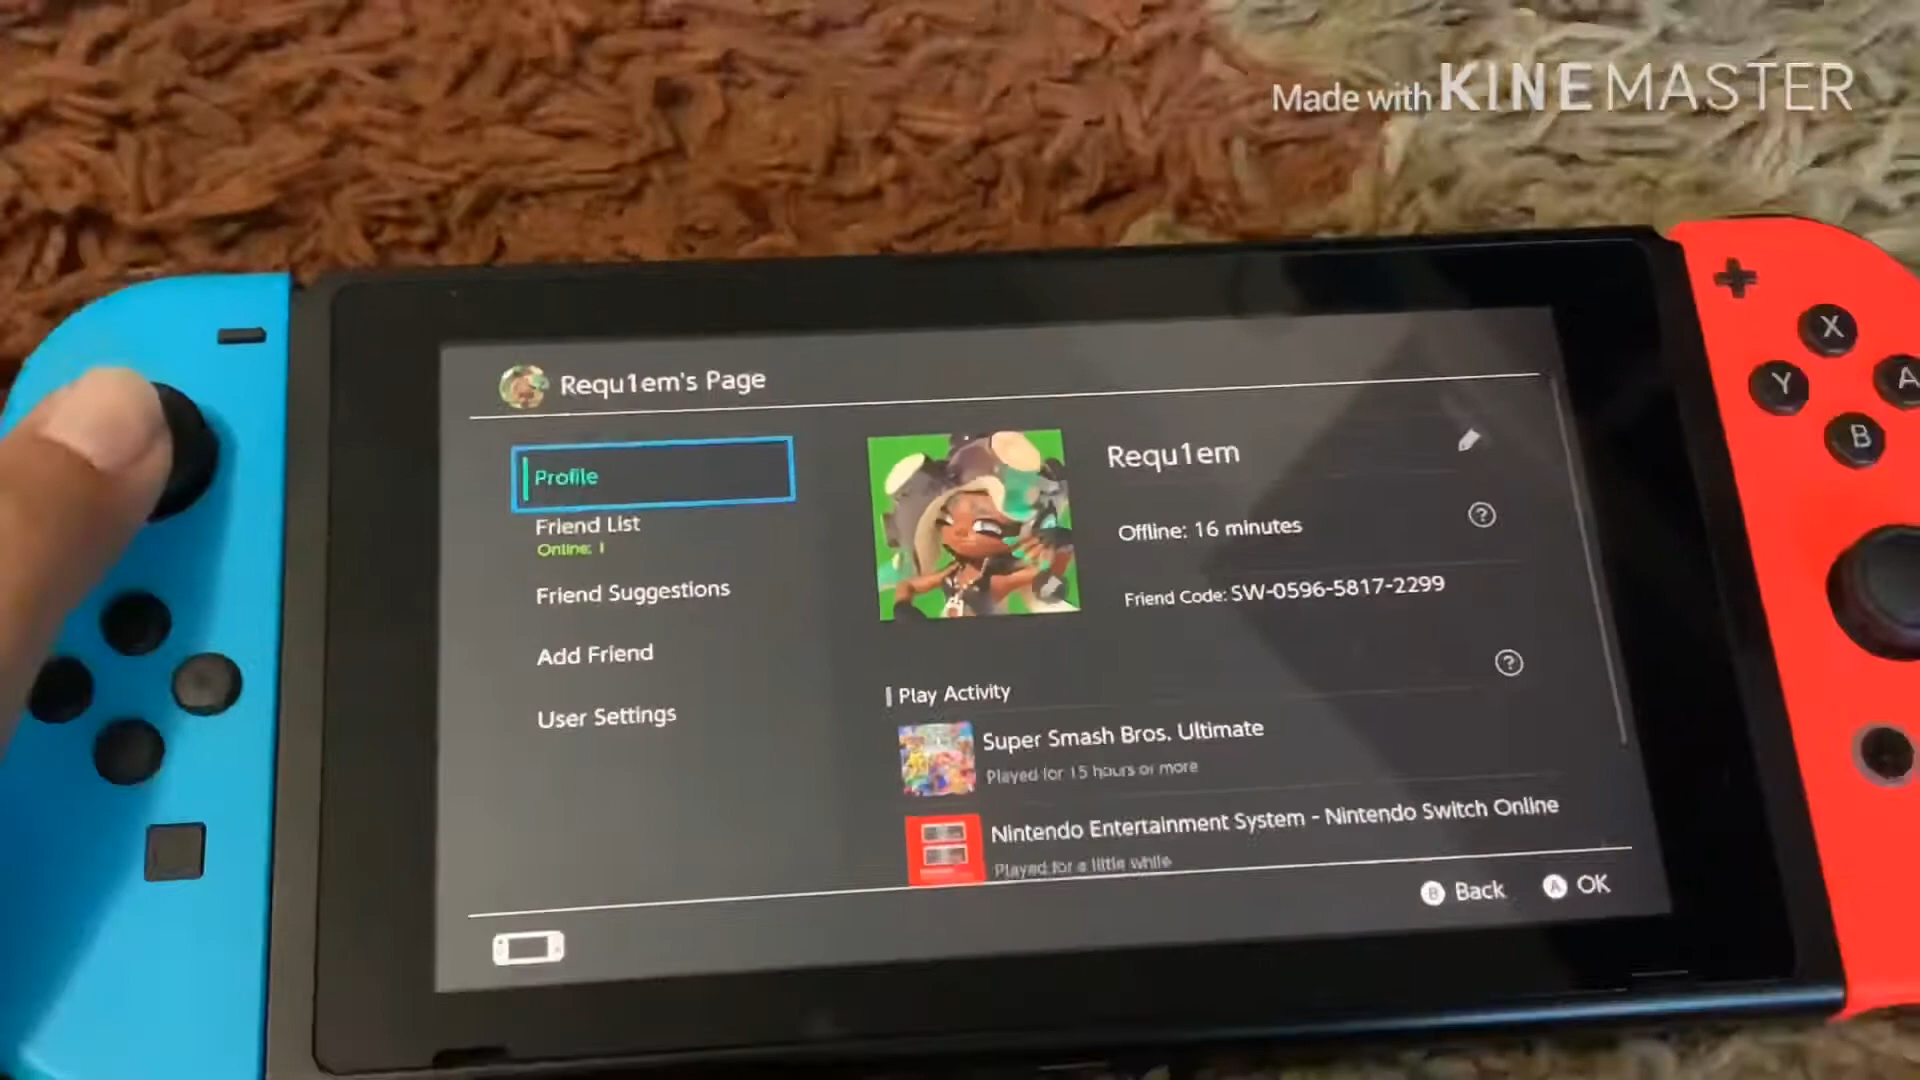 Made with KINEMASTER
Requ1em's Page
Profile
Friend List
Online: 1
Friend Suggestions
Add Friend
User Settings
Requ1em
Offline: 16 minutes
Friend Code: SW-0596-5817-2299
Play Activity
Super Smash Bros. Ultimate
Played for 15 hours or more
Nintendo Entertainment System - Nintendo Switch Online
Played for a little while
B Back
A OK
X
Y
A
B